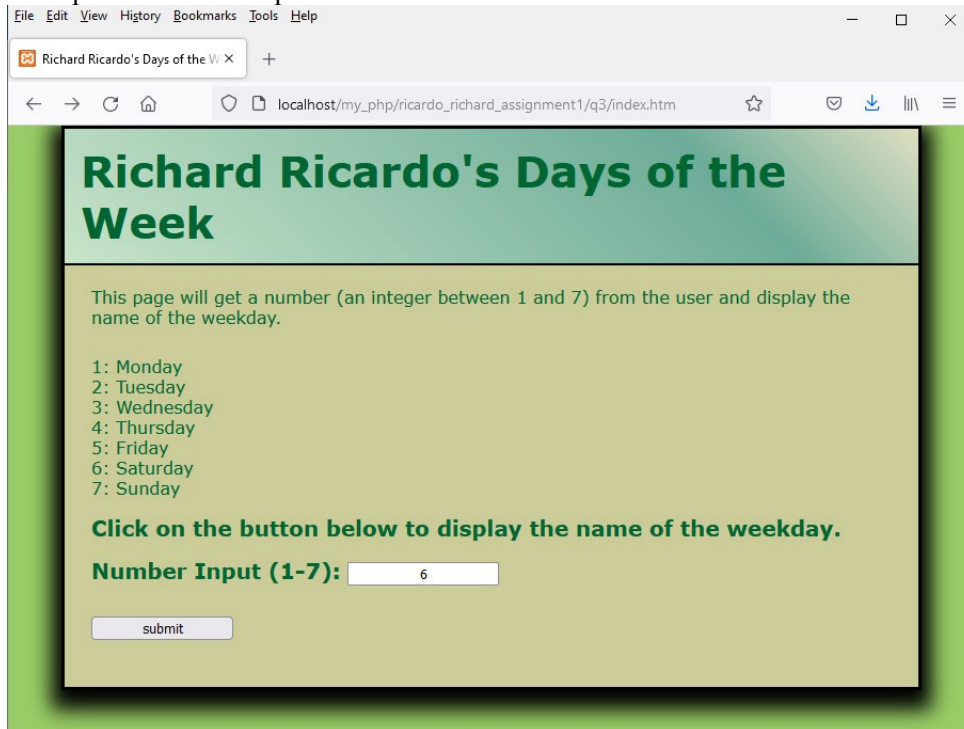 File Edit View History Bookmarks Tools Help
Richard Ricardo's Days of the W
localhost/my_php/ricardo_richard_assignment1/q3/index.htm
Richard Ricardo's Days of the
Week
This page will get a number (an integer between 1 and 7) from the user and display the
name of the weekday.
1: Monday
2: Tuesday
3: Wednesday
4: Thursday
5: Friday
6: Saturday
7: Sunday
Click on the button below to display the name of the weekday.
Number Input (1-7): 6
submit